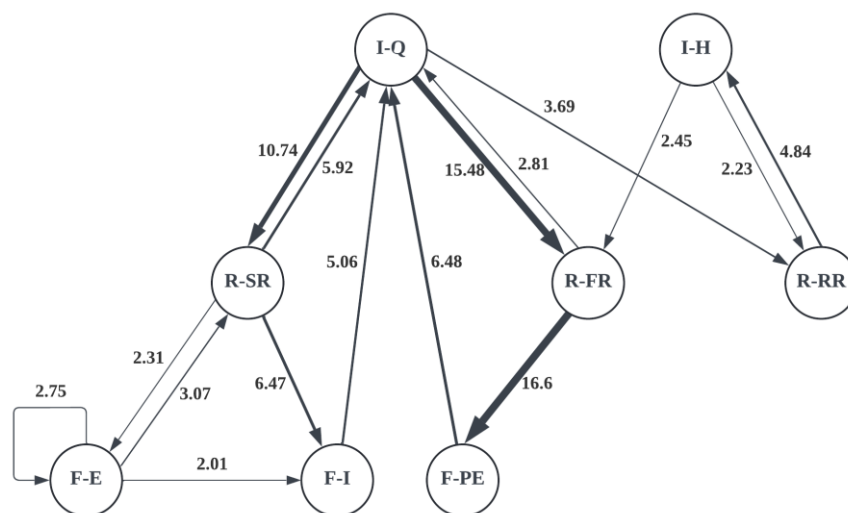 I-Q
I-H
3.69
10.74
5.92
15.48
2.81
2.45
2.23
4.84
5.06
6.48
R-SR
R-FR
R-RR
2.31
3.07
6.47
16.6
2.75
2.01
F-E
F-I
F-PE